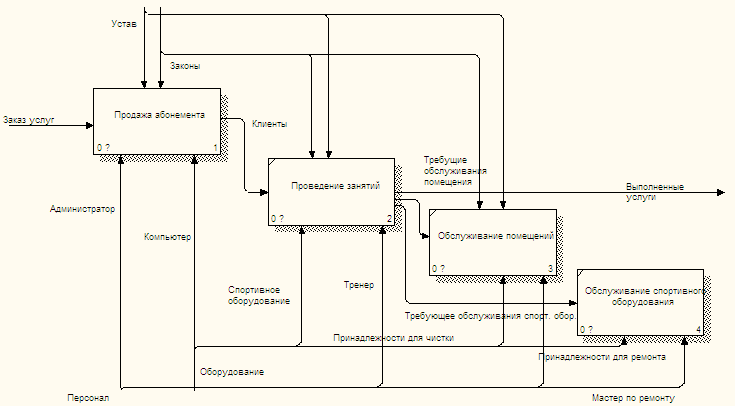 Устав
Законы
Заказ услуг
Продажа абонемента
0 ?
1
Клиенты
Требущие
обслуживания
помещения
Проведение занятий
0 ?
2
Выполненные
услуги
Администратор
Компьютер
Обслуживание помещений
0 ?
3
Спортивное
оборудование
Тренер
Обслуживание спортивного
оборудования
0 ?
4
Требующее обслуживания спорт. обор.
Принадлежности для чистки
Принадлежности для ремонта
Оборудование
Персонал
Мастер по ремонту